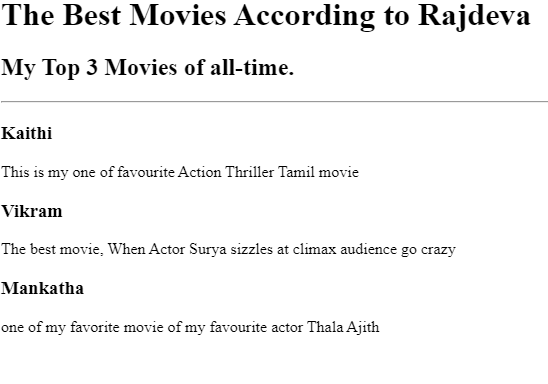 The Best Movies According to Rajdeva
My Top 3 Movies of all-time.
Kaithi
This is my one of favourite Action Thriller Tamil movie
Vikram
The best movie, When Actor Surya sizzles at climax audience go crazy
Mankatha
one of my favorite movie of my favourite actor Thala Ajith